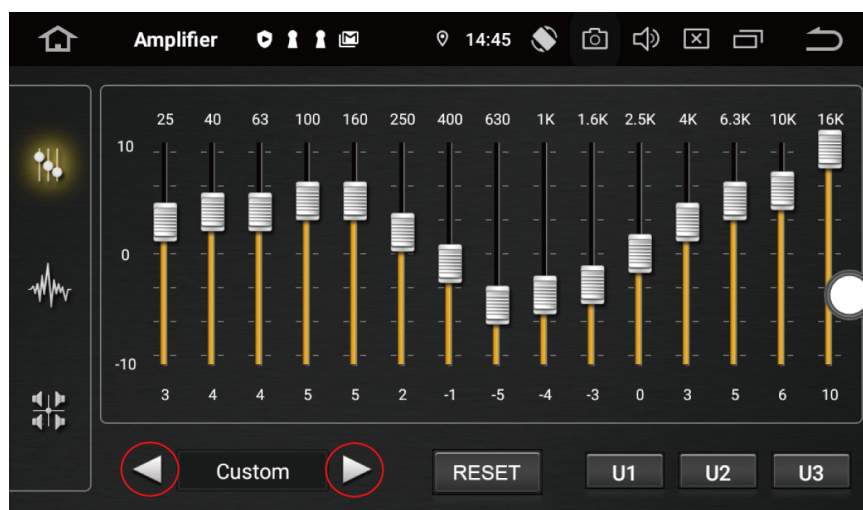 Amplifier 14:45
25 40 63 100 160 250 400 630 1K 1.6K 2.5K 4K 6.3K 10K 16K
10
0
-10
3 4 4 5 5 2 -1 -5 -4 -3 0 3 5 6 10
Custom RESET U1 U2 U3